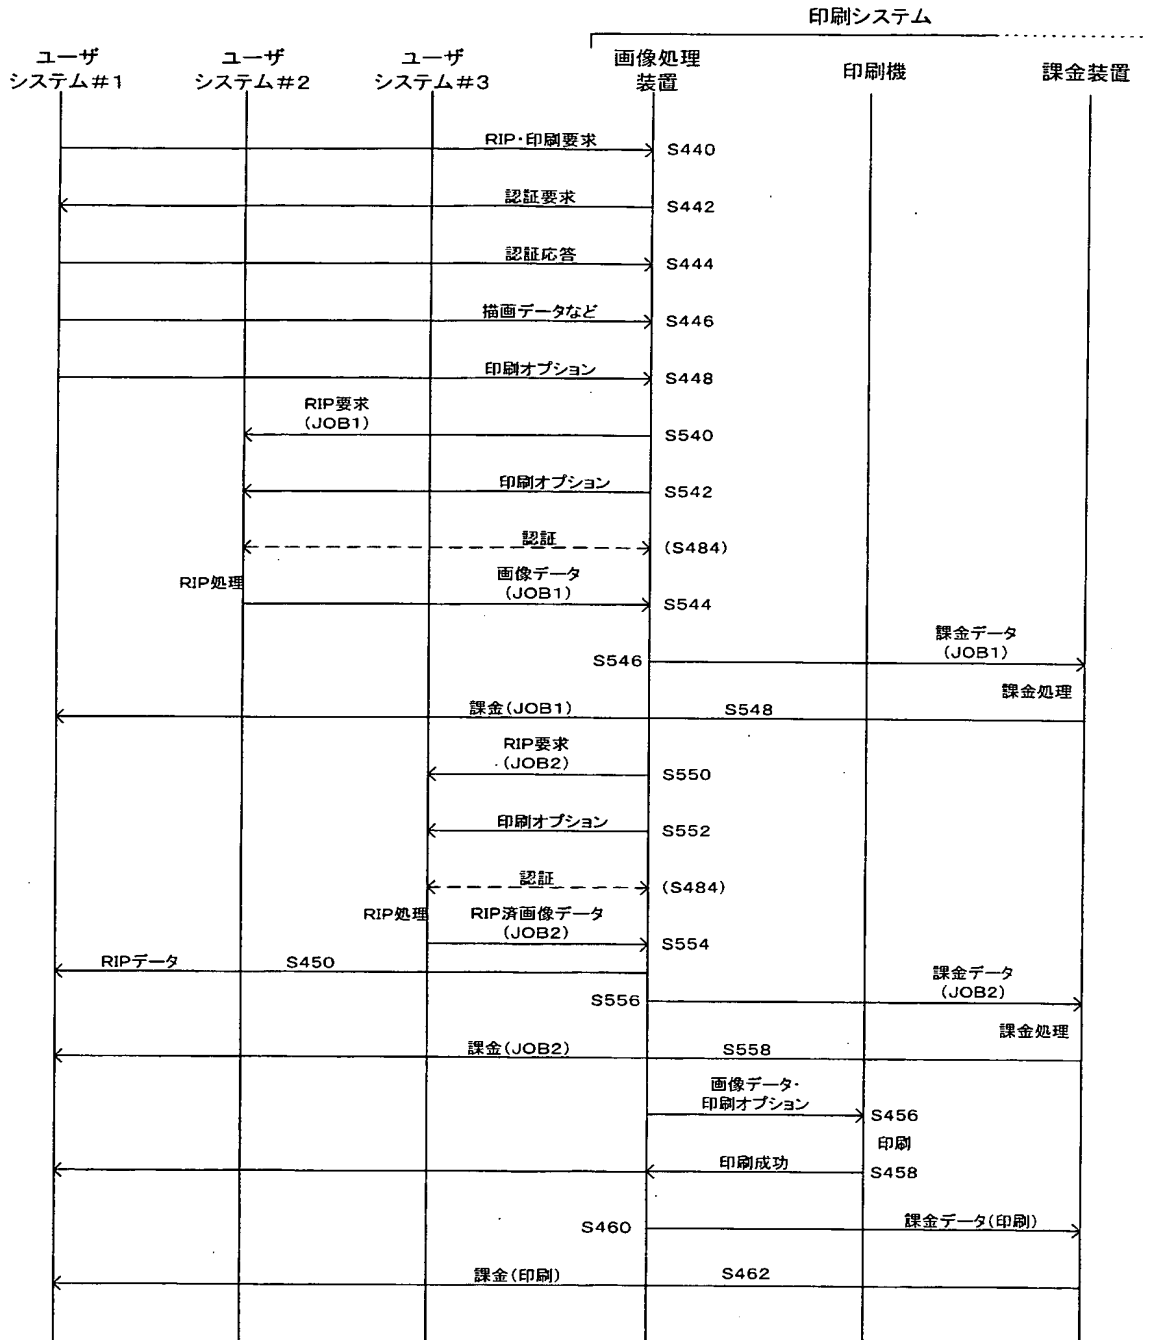 印刷システム
ユーザ
システム#1
ユーザ
システム#2
ユーザ
システム#3
画像処理
装置
印刷機
課金装置
RIP・印刷要求
S440
認証要求
S442
認証応答
S444
描画データなど
S446
印刷オプション
S448
RIP要求
(JOB1)
S540
印刷オプション
S542
認証
(S484)
RIP処理
画像データ
(JOB1)
S544
課金データ
(JOB1)
S546
課金処理
課金(JOB1)
S548
RIP要求
(JOB2)
S550
印刷オプション
S552
認証
(S484)
RIP処理
RIP済画像データ
(JOB2)
S554
RIPデータ
S450
課金データ
(JOB2)
S556
課金処理
課金(JOB2)
S558
画像データ・
印刷オプション
S456
印刷
印刷成功
S458
S460
課金データ(印刷)
課金(印刷)
S462